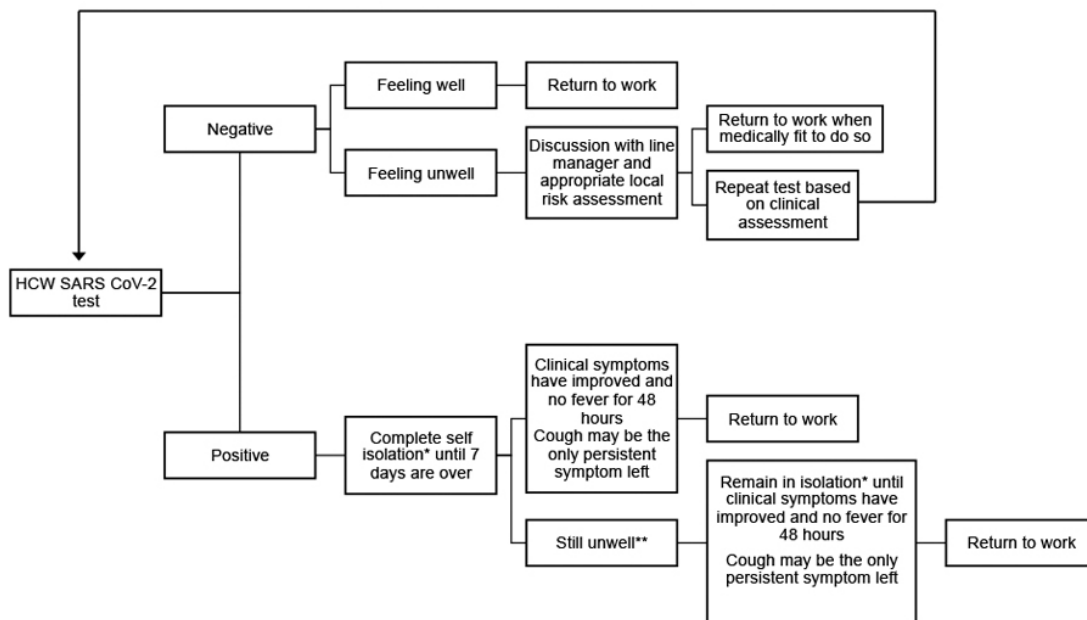 Feeling well
Return to work
Negative
Return to work when
medically fit to do so
Discussion with line
manager and
appropriate local
risk assessment
Feeling unwell
Repeat test based
on clinical
assessment
HCW SARS CoV-2
test
Clinical symptoms
have improved and
no fever for 48
hours
Cough may be the
only persistent
symptom left
Return to work
Positive
Complete self
isolation* until 7
days are over
Remain in isolation* until
clinical symptoms have
improved and no fever for
48 hours
Cough may be the only
persistent symptom left
Still unwell**
Return to work